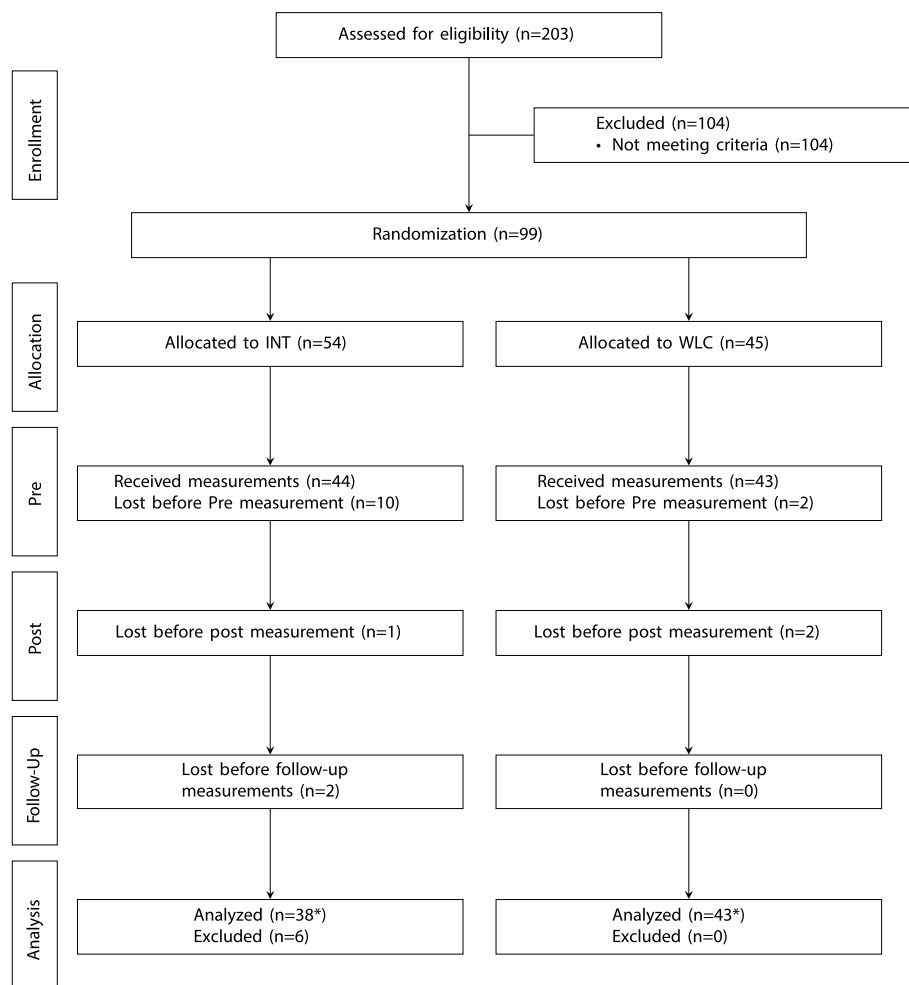 Assessed for eligibility (n=203)
Enrollment
Excluded (n=104)
• Not meeting criteria (n=104)
Randomization (n=99)
Allocation
Allocated to INT (n=54)
Allocated to WLC (n=45)
Pre
Received measurements (n=44)
Lost before Pre measurement (n=10)
Received measurements (n=43)
Lost before Pre measurement (n=2)
Post
Lost before post measurement (n=1)
Lost before post measurement (n=2)
Follow-Up
Lost before follow-up
measurements (n=2)
Lost before follow-up
measurements (n=0)
Analysis
Analyzed (n=38*)
Excluded (n=6)
Analyzed (n=43*)
Excluded (n=0)